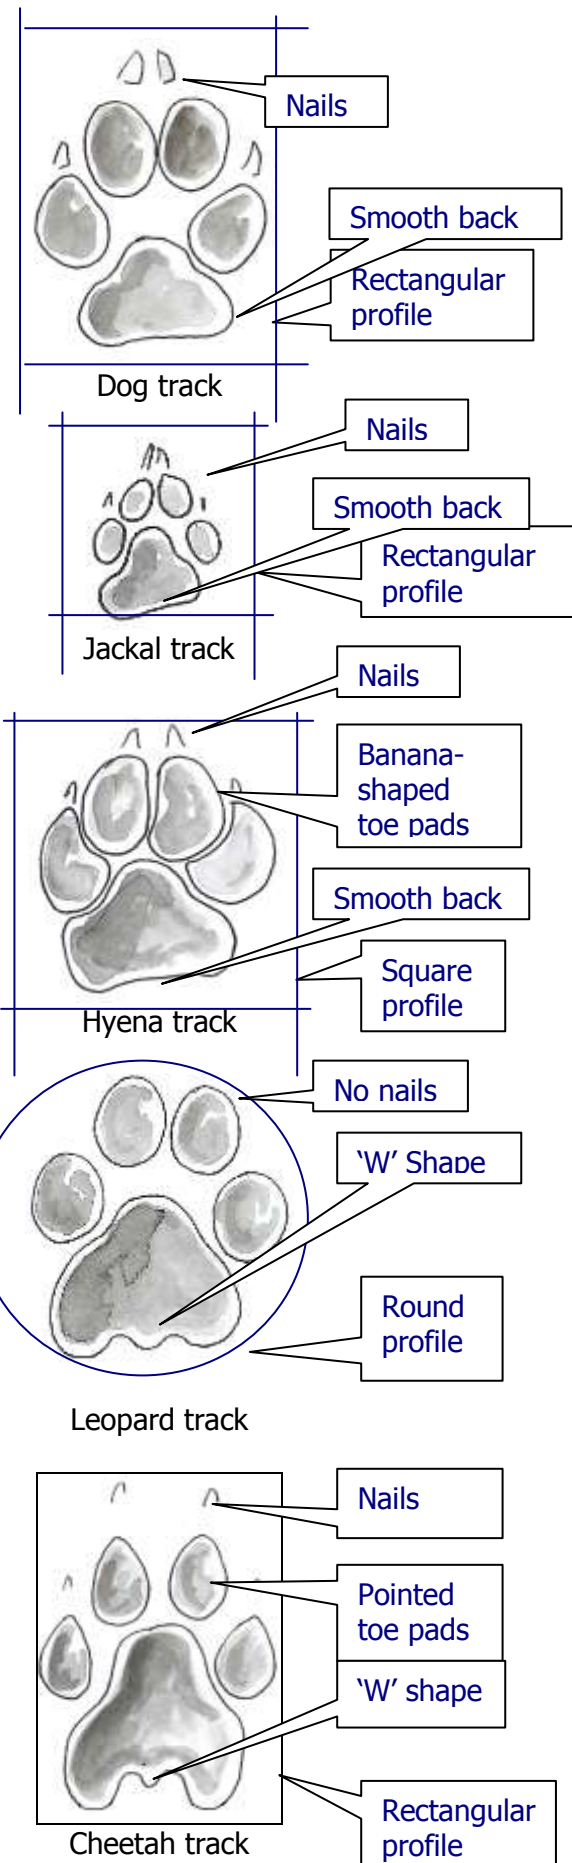 Nails
Smooth back
Rectangular
profile
Dog track
Nails
Smooth back
Rectangular
profile
Jackal track
Nails
Banana-
shaped
toe pads
Smooth back
Square
profile
Hyena track
No nails
‘W’ Shape
Round
profile
Leopard track
Nails
Pointed
toe pads
‘W’ shape
Rectangular
profile
Cheetah track